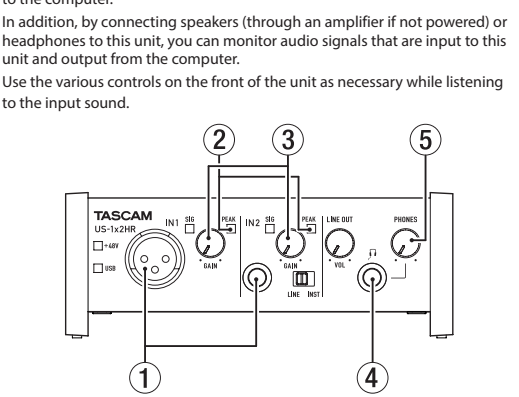 to the computer.
In addition, by connecting speakers (through an amplifier if not powered) or
headphones to this unit, you can monitor audio signals that are input to this
unit and output from the computer.
Use the various controls on the front of the unit as necessary while listening
to the input sound.
2 3 5
TASCAM
US-1x2HR
IN1 SIG PEAK IN2 SIG PEAK LINE OUT PHONES
+48V
USB
GAIN GAIN VOL
LINE INST
1 4